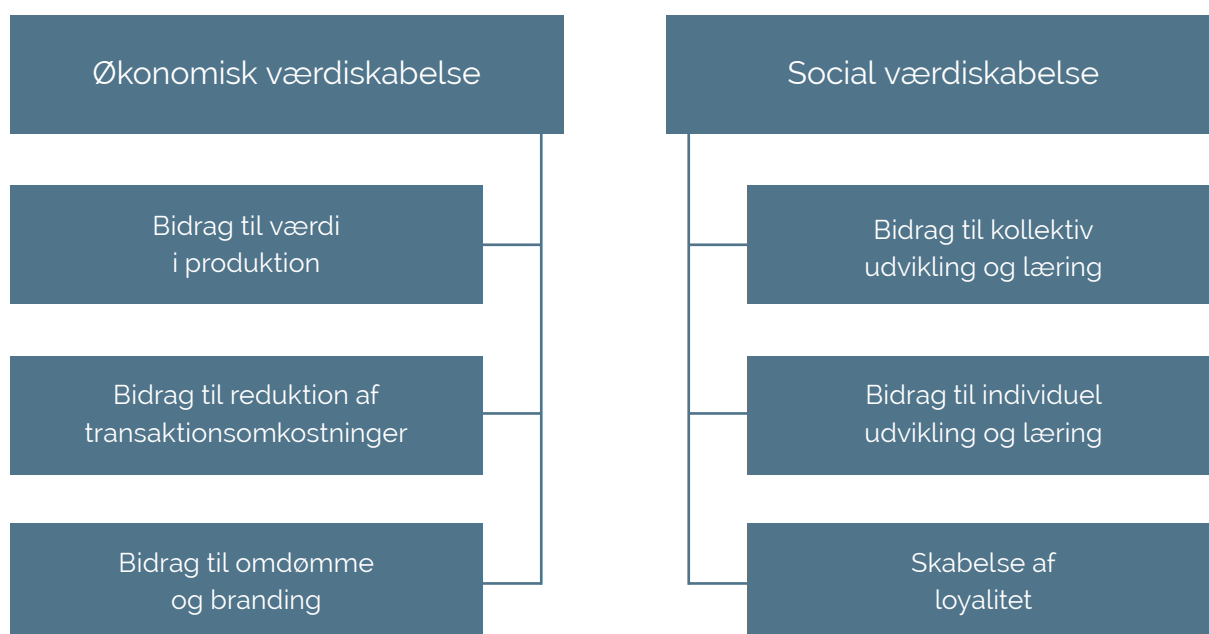 Økonomisk værdiskabelse
Bidrag til værdi
i produktion
Bidrag til reduktion af
transaktionsomkostninger
Bidrag til omdømme
og branding
Social værdiskabelse
Bidrag til kollektiv
udvikling og læring
Bidrag til individuel
udvikling og læring
Skabelse af
loyalitet